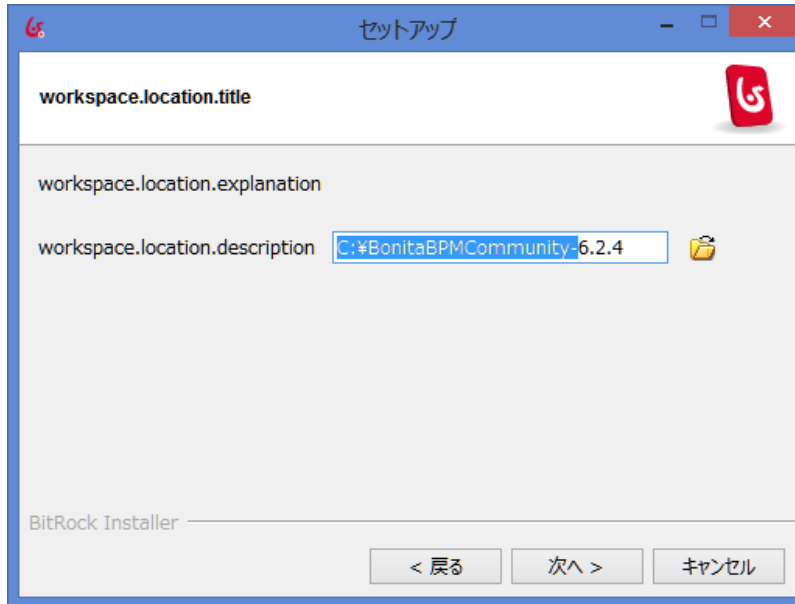 セットアップ
workspace.location.title
workspace.location.explanation
workspace.location.description C:¥BonitaBPMCommunity-6.2.4
BitRock Installer
< 戻る 次へ > キャンセル